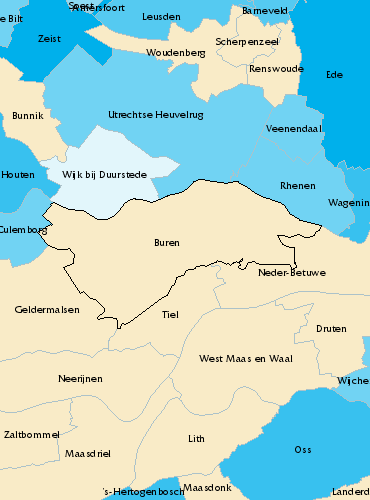 Soest
Amersfoort
Barneveld
Leusden
e Bilt
Zeist
Scherpenzeel
Woudenberg
Renswoude
Ede
Utrechtse Heuvelrug
Bunnik
Veenendaal
Houten
Wijk bij Duurstede
Rhenen
Wagenin
Culemborg
Buren
Neder-Betuwe
Geldermalsen
Tiel
Druten
West Maas en Waal
Neerijnen
Wijche
Zaltbommel
Lith
Maasdriel
Oss
's-Hertogenbosch
Maasdonk
Landerd